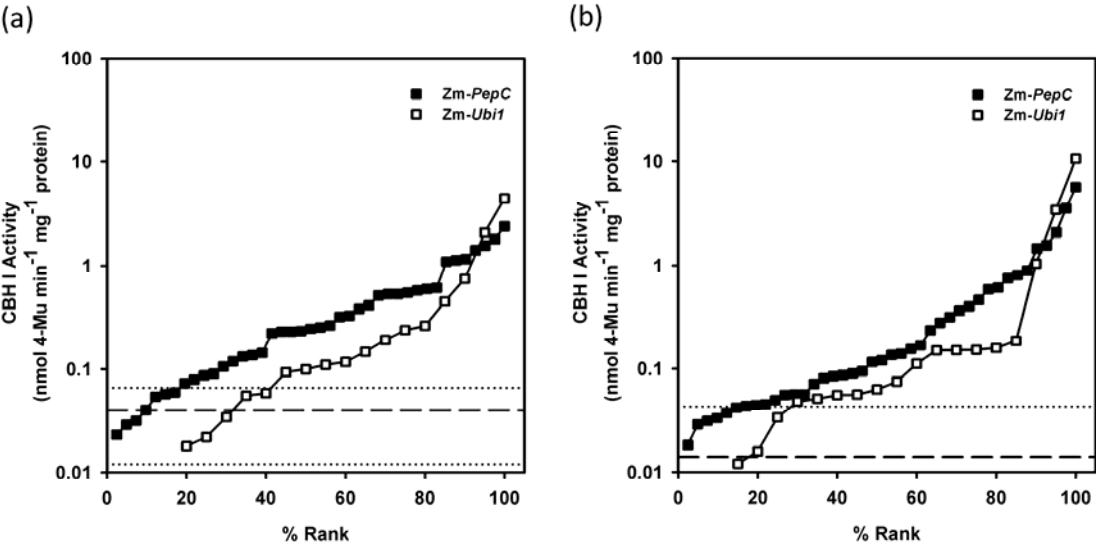 (a)
CBH I Activity
(nmol 4-Mu min⁻¹ mg⁻¹ protein)
100
10
1
0.1
0.01
Zm-PepC
Zm-Ubi1
0 20 40 60 80 100
% Rank
(b)
CBH I Activity
(nmol 4-Mu min⁻¹ mg⁻¹ protein)
100
10
1
0.1
0.01
Zm-PepC
Zm-Ubi1
0 20 40 60 80 100
% Rank